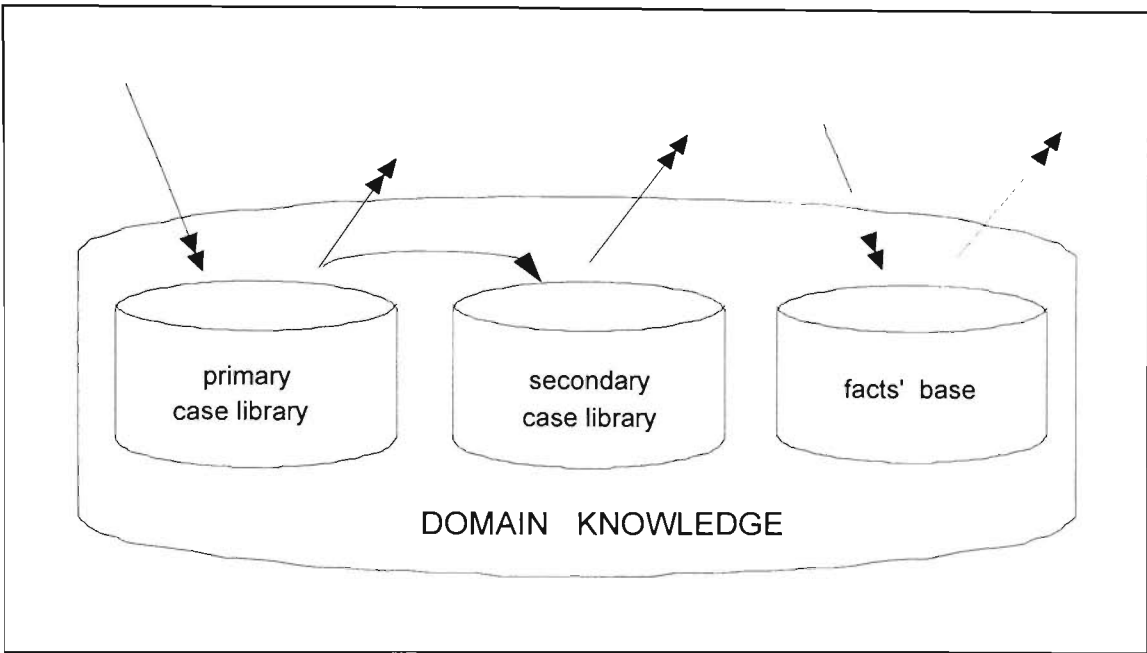 primary
case library
secondary
case library
facts' base
DOMAIN KNOWLEDGE